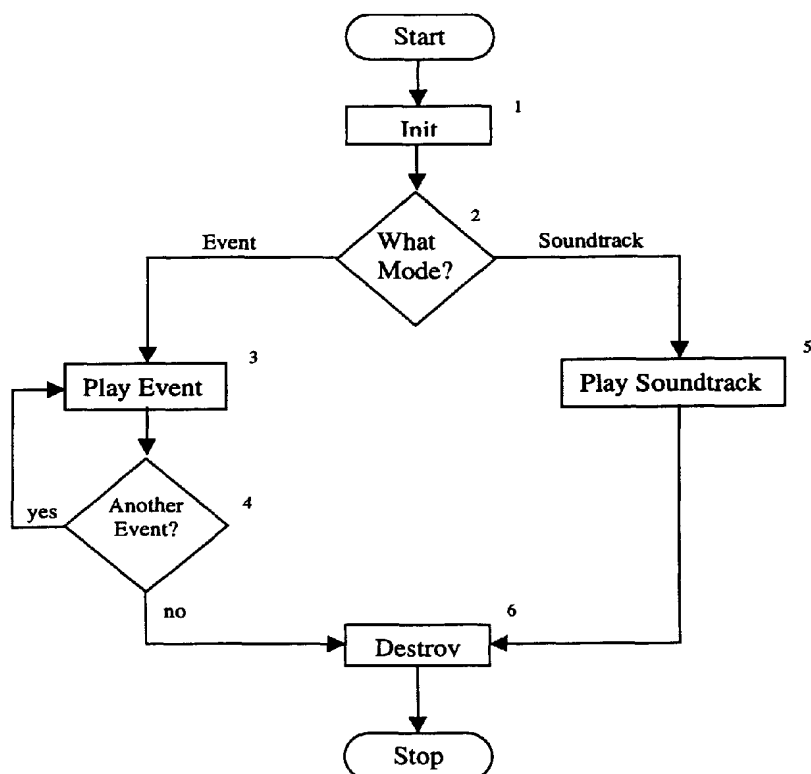 Start
1
Init
2
What
Mode?
Event
Soundtrack
3
Play Event
5
Play Soundtrack
Another
Event?
4
yes
no
6
Destroy
Stop